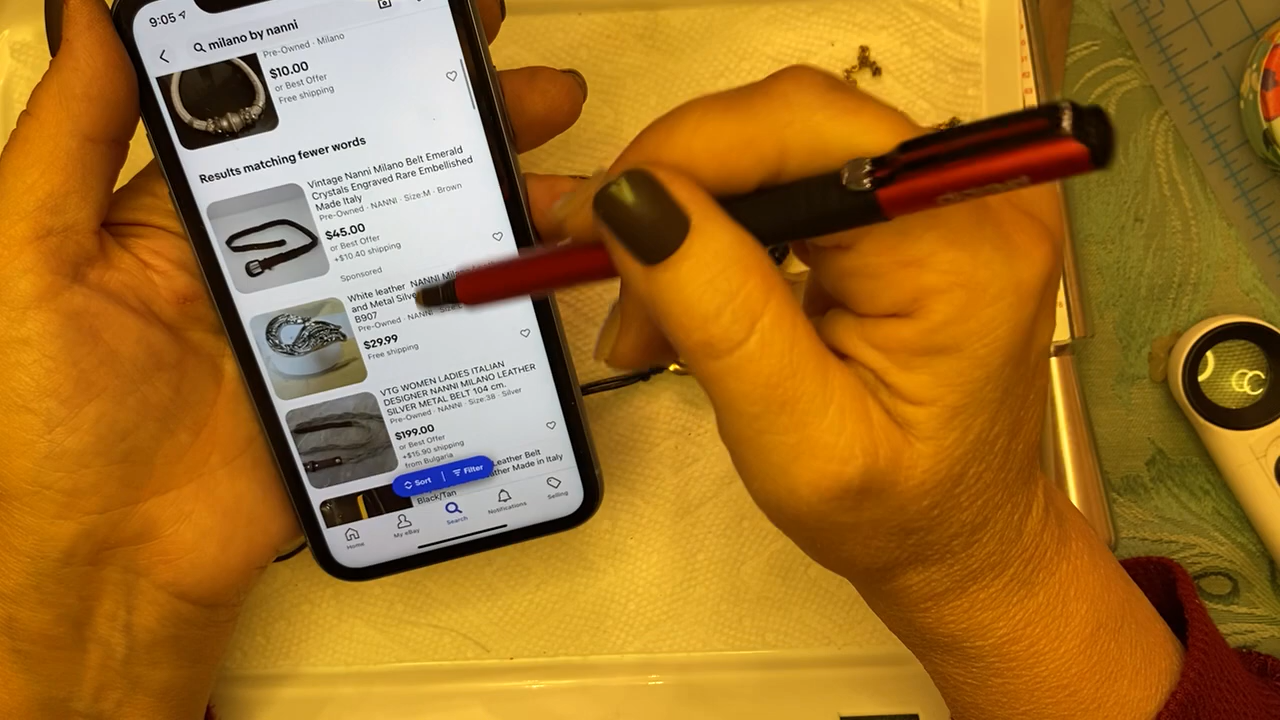 9:05
milano by nanni
Pre-Owned · Milano
$10.00
or Best Offer
Free shipping
Results matching fewer words
Vintage Nanni Milano Belt Emerald
Crystals Engraved Rare Embellished
Made Italy
Pre-Owned · NANNI · Size:M · Brown
$45.00
or Best Offer
+$10.40 shipping
Sponsored
White leather NANNI
and Metal
B907
Pre-Owned · NANNI
$29.99
Free shipping
VTG WOMEN LADIES ITALIAN
DESIGNER NANNI MILANO LEATHER
SILVER METAL BELT 104 cm.
Pre-Owned · NANNI · Size:38 · Silver
$199.00
or Best Offer
+$15.90 shipping
from Bulgaria
Leather Belt
Made in Italy
Black/Tan
Sort
Filter
Home
My eBay
Search
Notifications
Selling